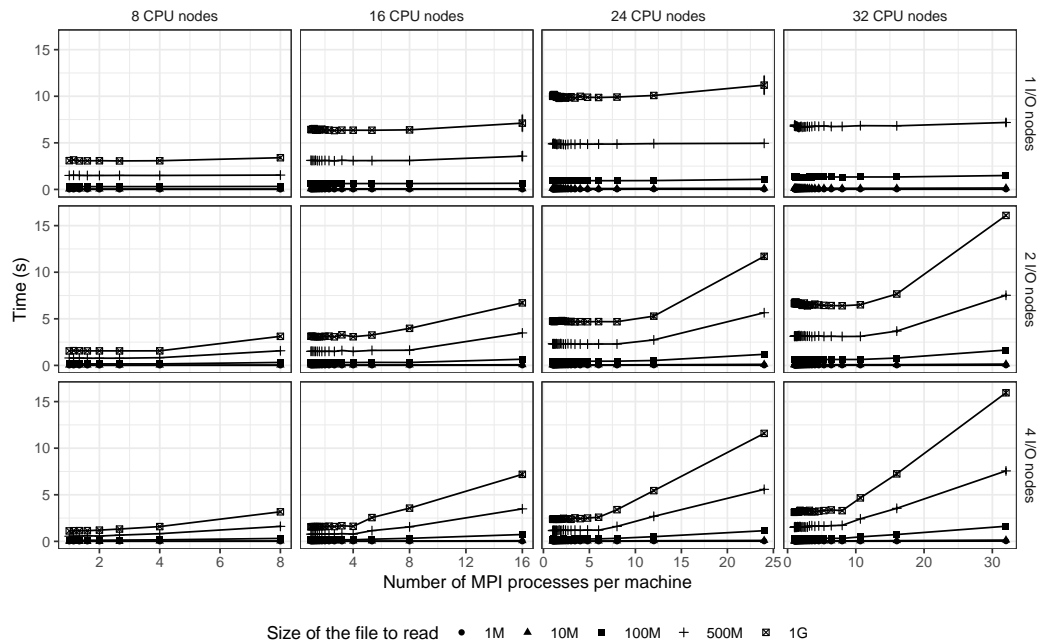 8 CPU nodes 16 CPU nodes 24 CPU nodes 32 CPU nodes
15
10
5
0
1 I/O nodes
15
10
5
0
2 I/O nodes
15
10
5
0
4 I/O nodes
Time (s)
2 4 6 8 4 8 12 16 0 5 10 15 20 25 0 10 20 30
Number of MPI processes per machine
Size of the file to read 1M 10M 100M 500M 1G